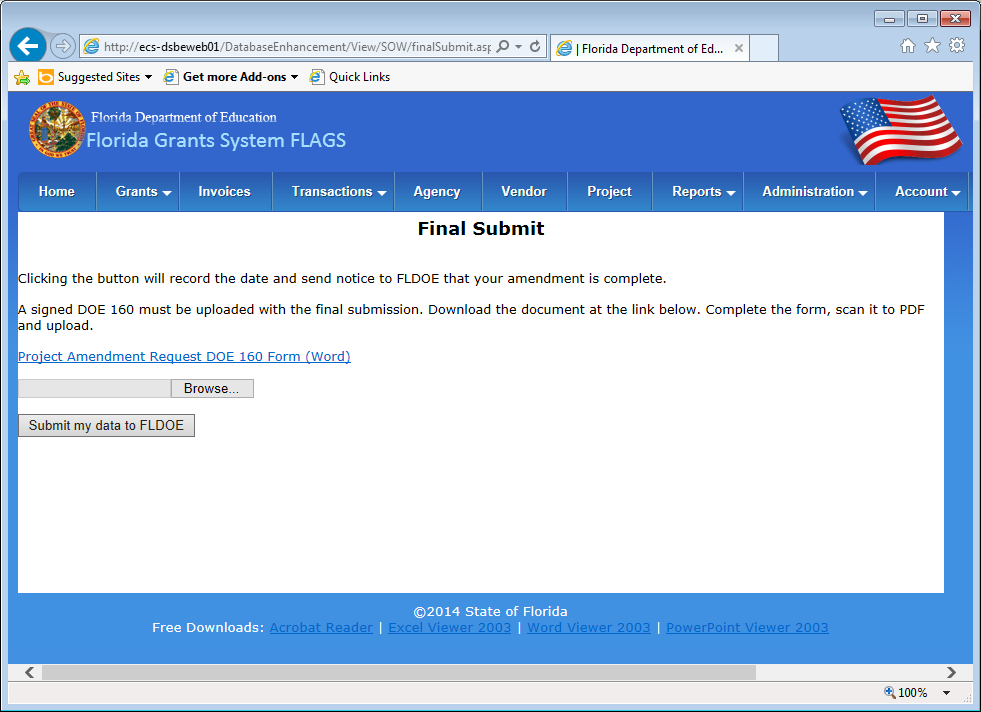 http://ecs-dsbeweb01/DatabaseEnhancement/View/SOW/finalSubmit.asp
| Florida Department of Ed...
Suggested Sites
Get more Add-ons
Quick Links
Florida Department of Education
Florida Grants System FLAGS
Home Grants Invoices Transactions Agency Vendor Project Reports Administration Account
Final Submit
Clicking the button will record the date and send notice to FLDOE that your amendment is complete.
A signed DOE 160 must be uploaded with the final submission. Download the document at the link below. Complete the form, scan it to PDF
and upload.
Project Amendment Request DOE 160 Form (Word)
Browse...
Submit my data to FLDOE
©2014 State of Florida
Free Downloads: Acrobat Reader | Excel Viewer 2003 | Word Viewer 2003 | PowerPoint Viewer 2003
100%